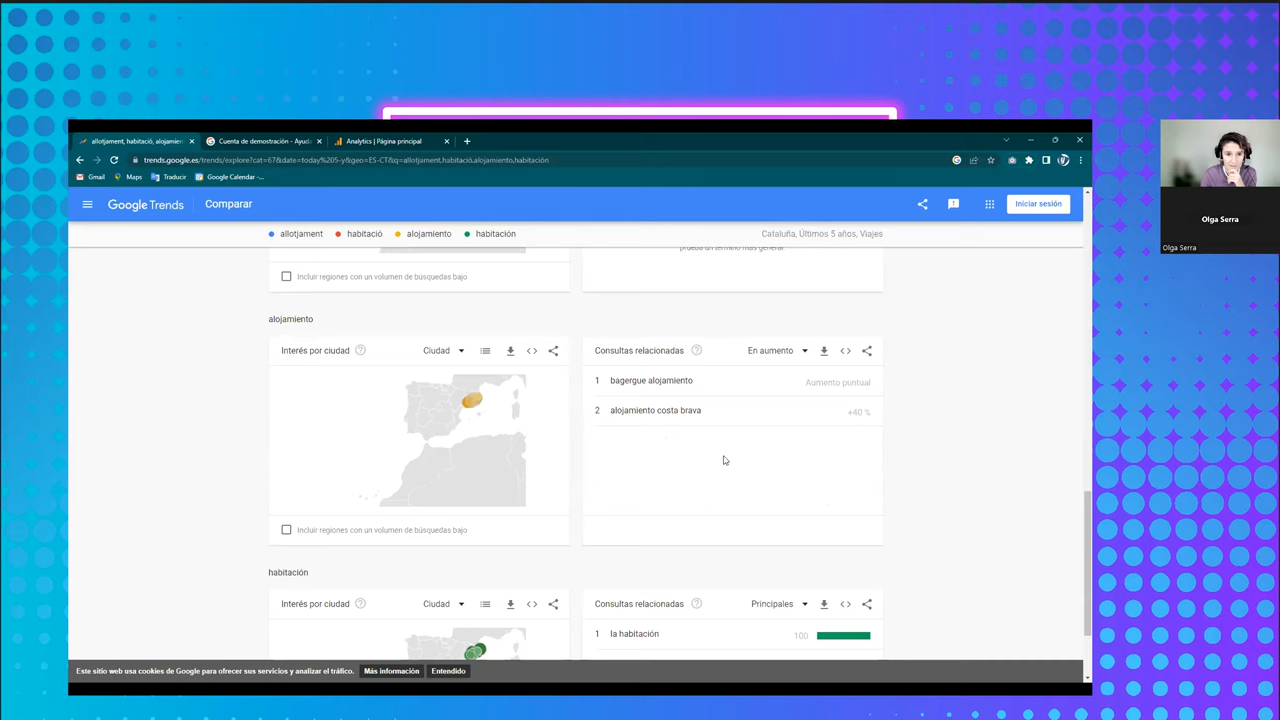 allotjament, habitació, alojamien
Cuenta de demostración - Ayuda
Analytics | Página principal
trends.google.es/trends/explore?cat=67&date=today%205-y&geo=ES-CT&q=allotjament,habitació,alojamiento,habitación
Gmail
Maps
Traducir
Google Calendar -...
Google Trends
Comparar
Iniciar sesión
allotjament
habitació
alojamiento
habitación
Cataluña, Últimos 5 años, Viajes
prueba un término más general.
Incluir regiones con un volumen de búsquedas bajo
alojamiento
Interés por ciudad
Ciudad
Consultas relacionadas
En aumento
1 bagergue alojamiento
Aumento puntual
2 alojamiento costa brava
+40 %
Incluir regiones con un volumen de búsquedas bajo
habitación
Interés por ciudad
Ciudad
Consultas relacionadas
Principales
1 la habitación
100
Este sitio web usa cookies de Google para ofrecer sus servicios y analizar el tráfico.
Más información
Entendido
Olga Serra
Olga Serra